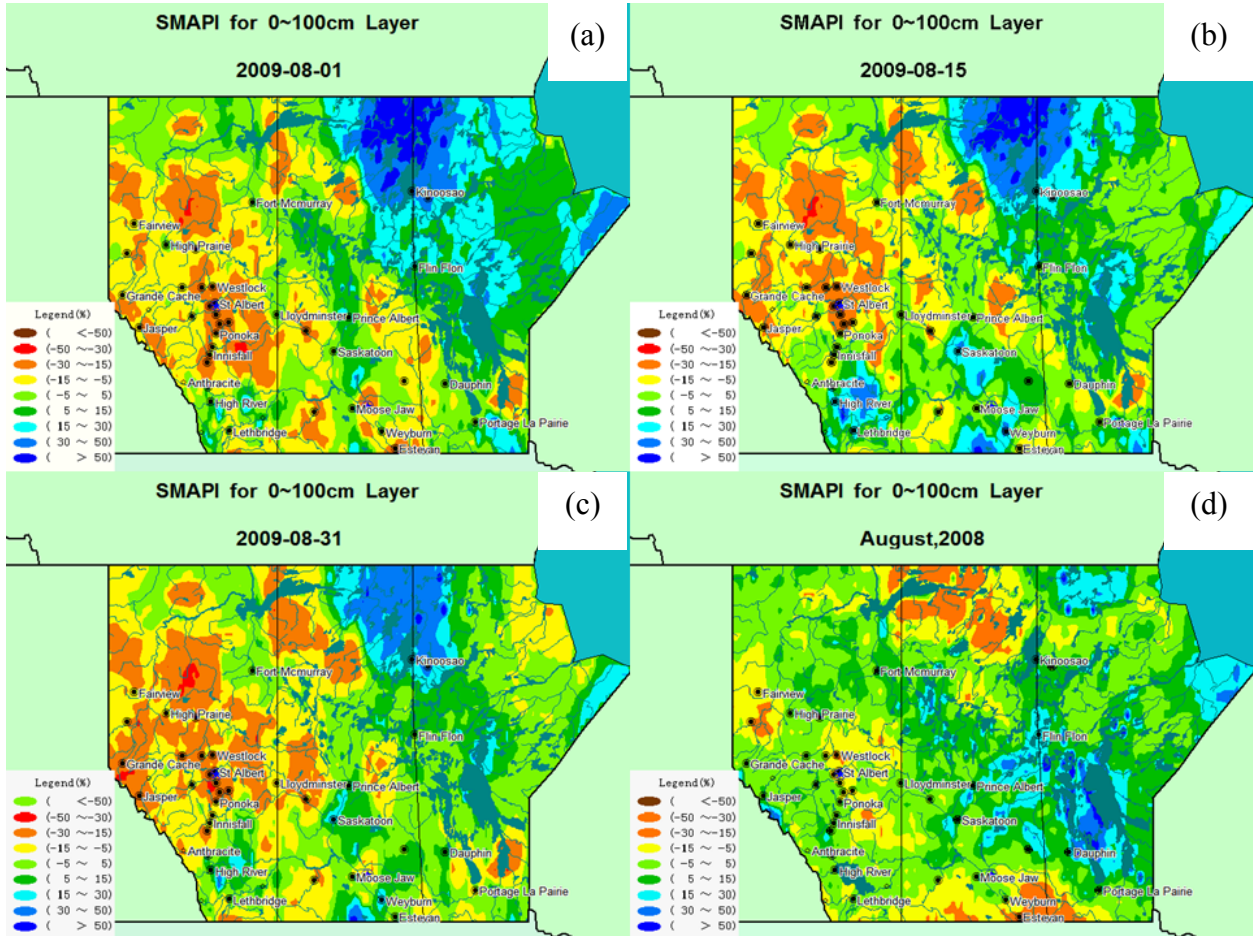 SMAPI for 0~100cm Layer
(a)
2009-08-01
Kinoosao
Fort-Mcmurray
Fairview
High Prairie
Flin Flon
Westlock
Grande Cache
St Albert
Legend(%)
Lloydminster
Prince Albert
Jasper
Ponoka
( <-50)
(-50 ~-30)
Saskatoon
Innisfall
(-30 ~-15)
(-15 ~ -5)
Anthracite
Dauphin
(-5 ~ 5)
High River
( 5 ~ 15)
Moose Jaw
( 15 ~ 30)
Portage La Pairie
Lethbridge
Weyburn
( 30 ~ 50)
Estevan
( > 50)
SMAPI for 0~100cm Layer
(b)
2009-08-15
Kinoosao
Fort-Mcmurray
Fairview
High Prairie
Flin Flon
Westlock
Grande Cache
St Albert
Legend(%)
Lloydminster
Prince Albert
Jasper
Ponoka
( <-50)
(-50 ~-30)
Saskatoon
Innisfall
(-30 ~-15)
(-15 ~ -5)
Anthracite
Dauphin
(-5 ~ 5)
High River
( 5 ~ 15)
Moose Jaw
( 15 ~ 30)
Portage La Pairie
Lethbridge
Weyburn
( 30 ~ 50)
Estevan
( > 50)
SMAPI for 0~100cm Layer
(c)
2009-08-31
Kinoosao
Fort-Mcmurray
Fairview
High Prairie
Flin Flon
Westlock
Grande Cache
St Albert
Legend(%)
Lloydminster
Prince Albert
Jasper
Ponoka
( <-50)
(-50 ~-30)
Saskatoon
Innisfall
(-30 ~-15)
(-15 ~ -5)
Anthracite
Dauphin
(-5 ~ 5)
High River
( 5 ~ 15)
Moose Jaw
( 15 ~ 30)
Portage La Pairie
Lethbridge
Weyburn
( 30 ~ 50)
Estevan
( > 50)
SMAPI for 0~100cm Layer
(d)
August,2008
Kinoosao
Fort-Mcmurray
Fairview
High Prairie
Flin Flon
Westlock
Grande Cache
St Albert
Legend(%)
Lloydminster
Prince Albert
Jasper
Ponoka
( <-50)
(-50 ~-30)
Saskatoon
Innisfall
(-30 ~-15)
(-15 ~ -5)
Anthracite
Dauphin
(-5 ~ 5)
High River
( 5 ~ 15)
Moose Jaw
( 15 ~ 30)
Portage La Pairie
Lethbridge
Weyburn
( 30 ~ 50)
Estevan
( > 50)